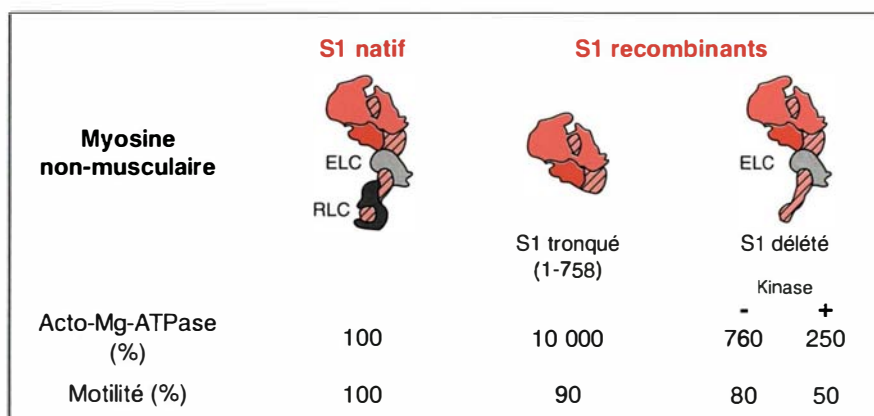 S1 natif S1 recombinants
Myosine
non-musculaire
ELC
RLC
ELC
S1 tronqué
(1-758)
S1 délété
Kinase
- +
Acto-Mg-ATPase
(%)
100 10 000 760 250
Motilité (%) 100 90 80 50